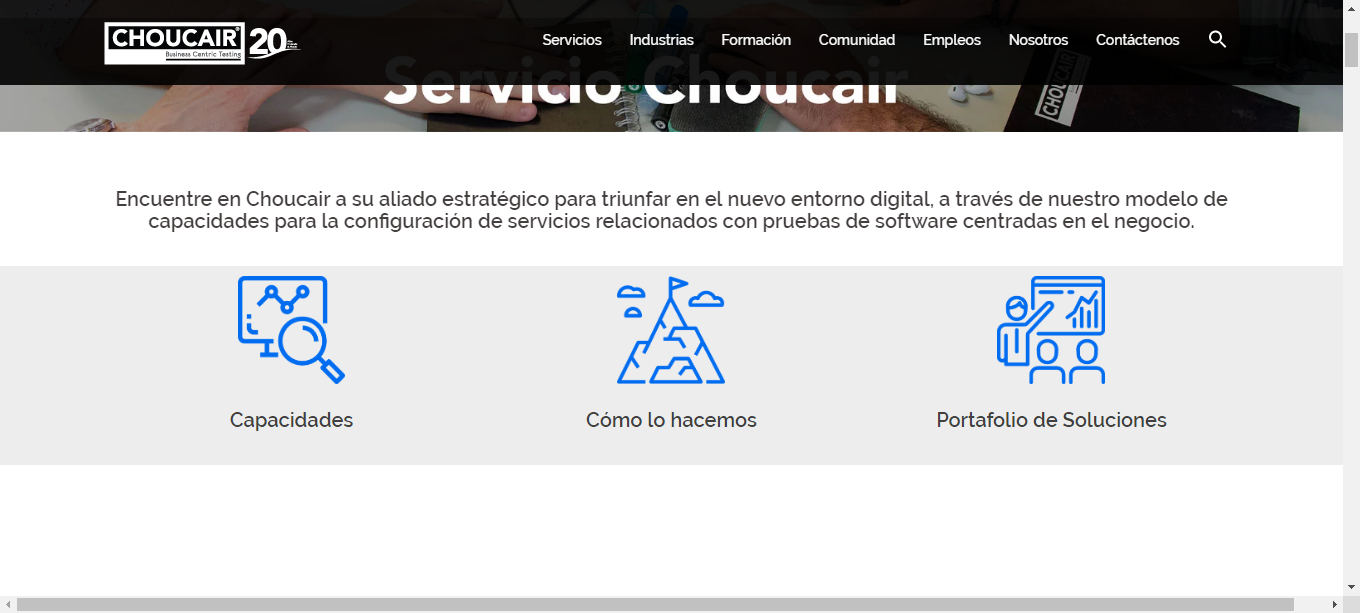 CHOUCAIR
Business Centric Testing
20
Servicios Industrias Formación Comunidad Empleos Nosotros Contáctenos
Servicio Choucair
CHOUCAIR
Encuentre en Choucair a su aliado estratégico para triunfar en el nuevo entorno digital, a través de nuestro modelo de
capacidades para la configuración de servicios relacionados con pruebas de software centradas en el negocio.
Capacidades
Cómo lo hacemos
Portafolio de Soluciones